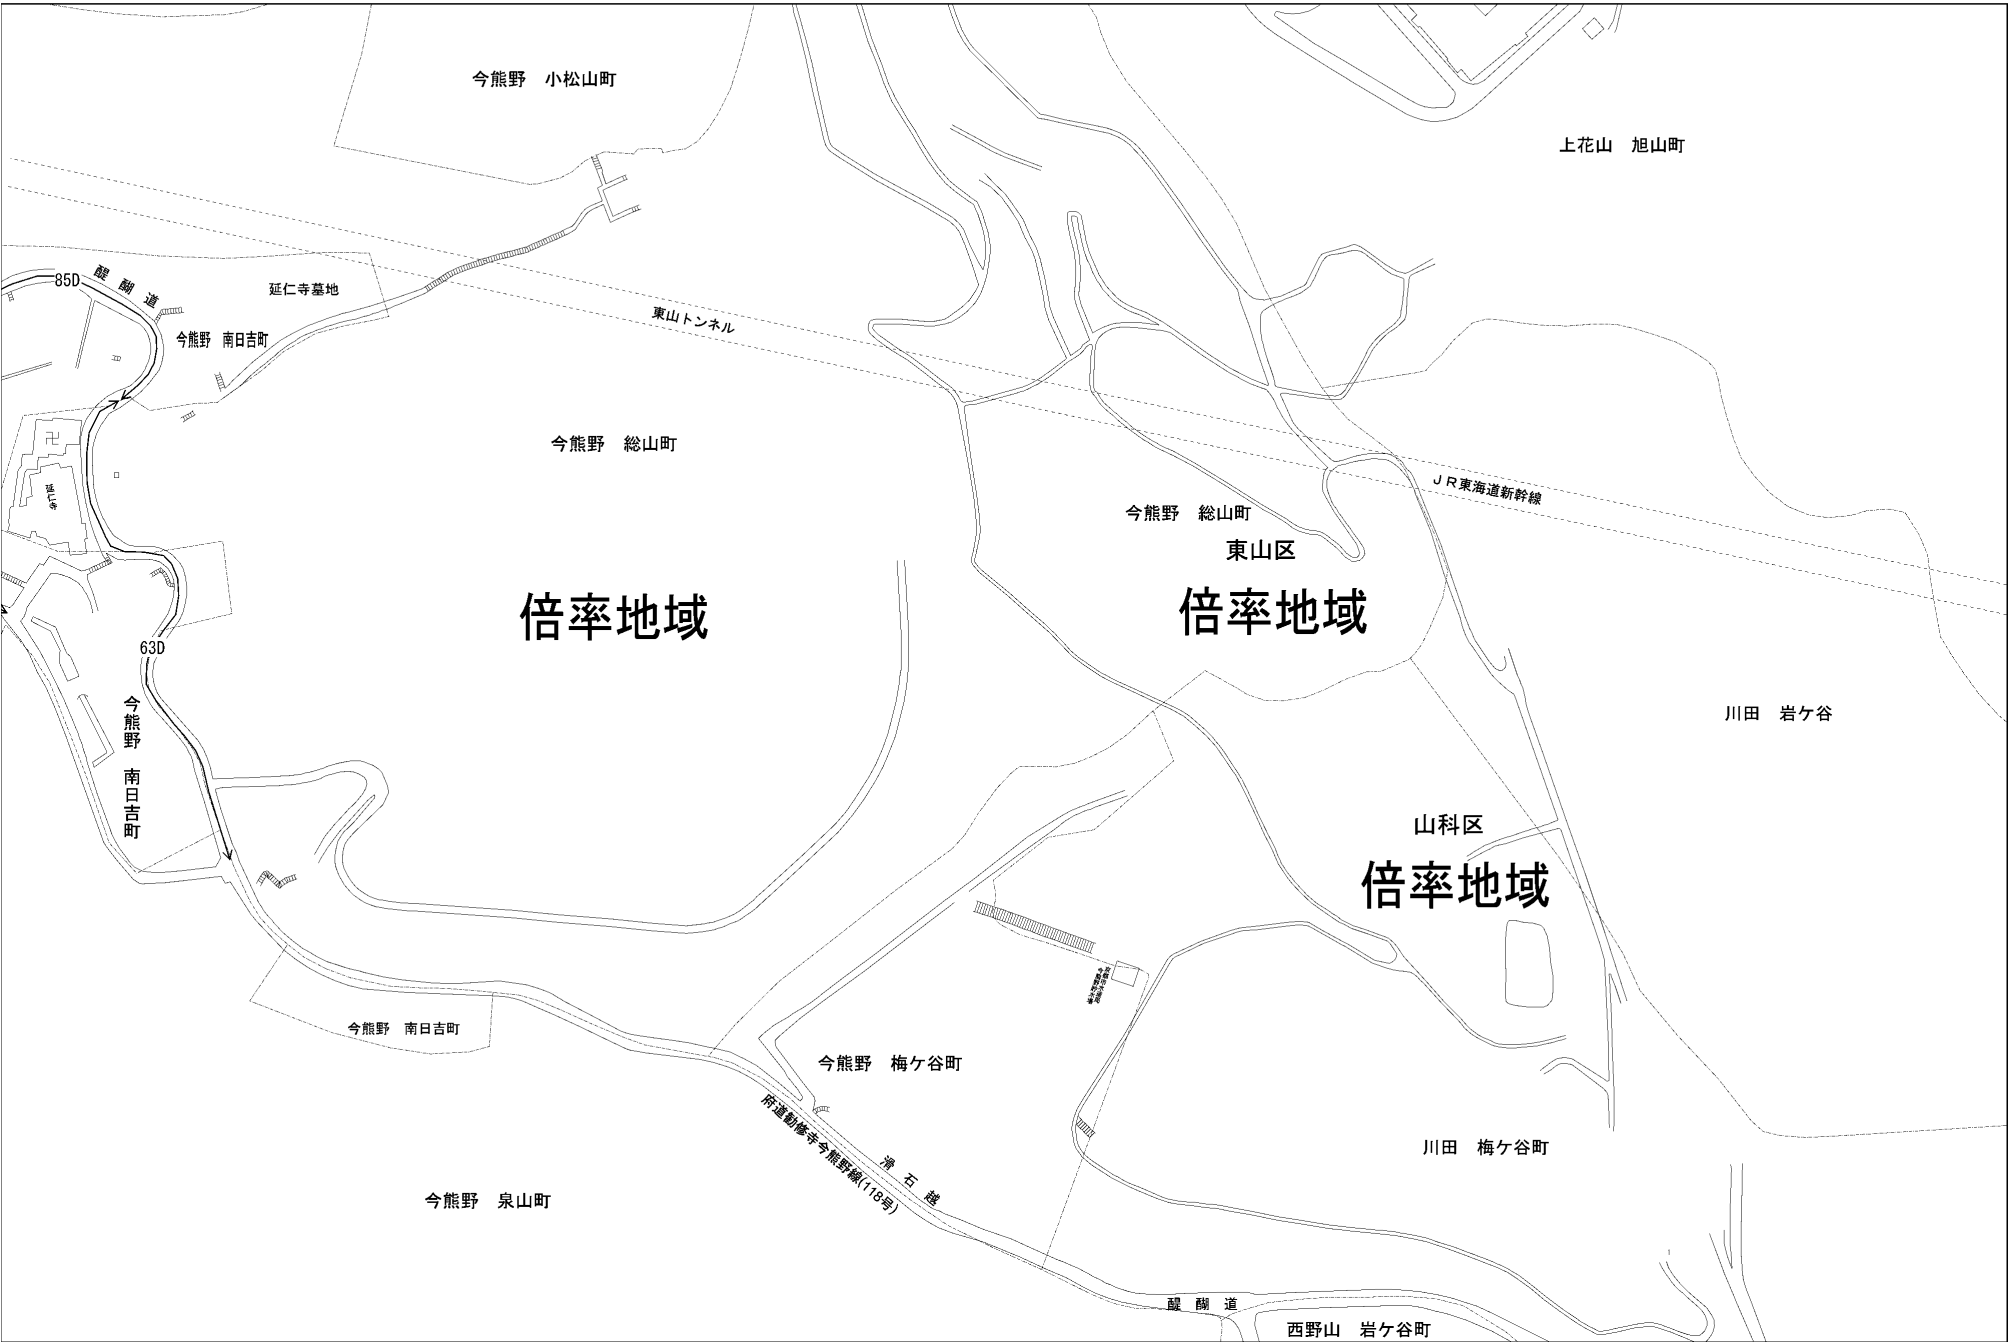 今熊野　小松山町
上花山　旭山町
85D
醍醐道
延仁寺墓地
今熊野　南日吉町
東山トンネル
今熊野　総山町
延仁寺
ＪＲ東海道新幹線
今熊野　総山町
東山区
倍率地域
倍率地域
63D
今熊野　南日吉町
川田　岩ケ谷
山科区
倍率地域
今熊野　南日吉町
今熊野　梅ケ谷町
府道勧修寺今熊野線(118号)
滑石越
川田　梅ケ谷町
今熊野　泉山町
醍醐道
西野山　岩ケ谷町